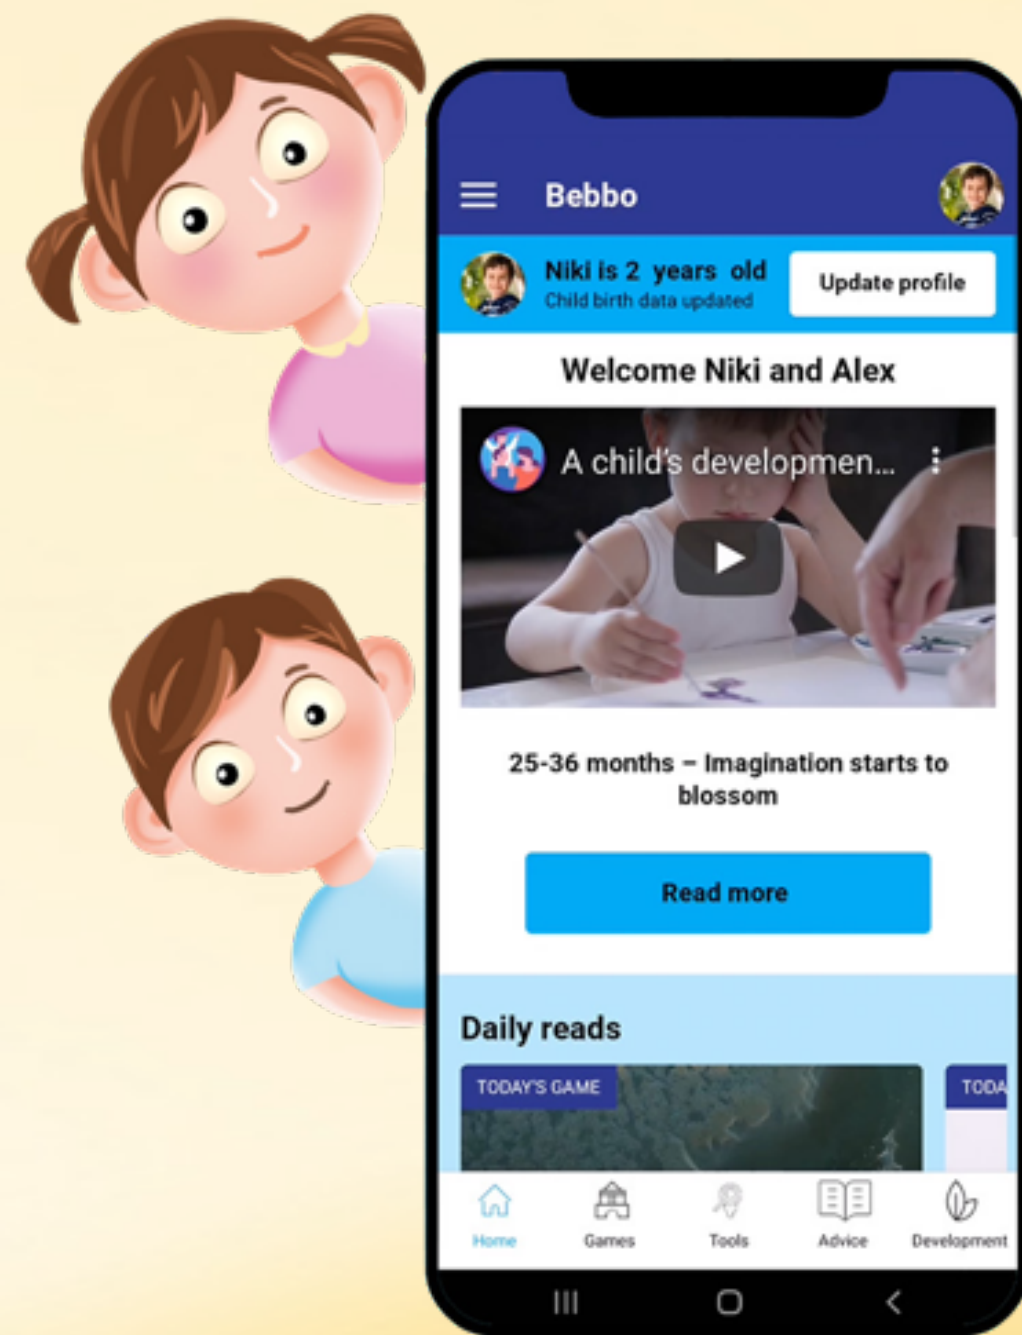 Bebbo
Niki is 2 years old
Child birth data updated
Update profile
Welcome Niki and Alex
A child's developmen...
25-36 months – Imagination starts to
blossom
Read more
Daily reads
TODAY'S GAME
TODA
Home
Games
Tools
Advice
Development